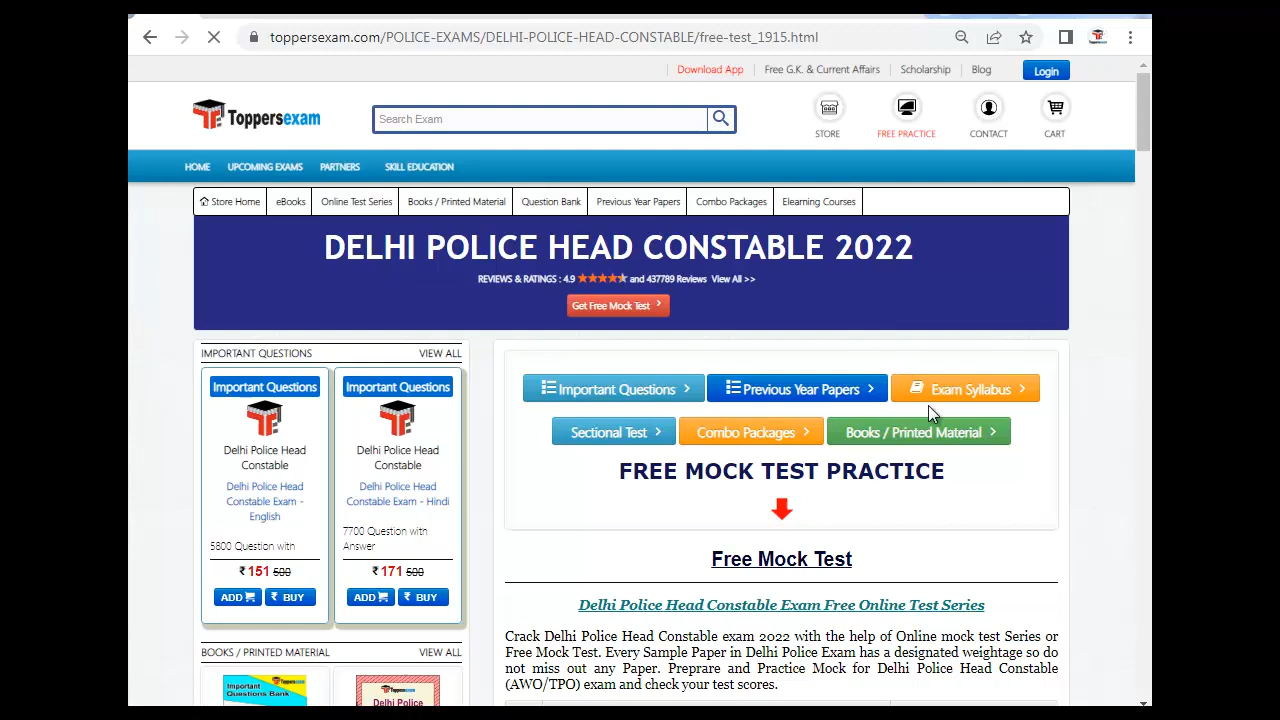 toppersexam.com/POLICE-EXAMS/DELHI-POLICE-HEAD-CONSTABLE/free-test_1915.html
Download App Free G.K. & Current Affairs Scholarship Blog Login
Toppersexam
Search Exam
STORE FREE PRACTICE CONTACT CART
HOME UPCOMING EXAMS PARTNERS SKILL EDUCATION
Store Home eBooks Online Test Series Books / Printed Material Question Bank Previous Year Papers Combo Packages Elearning Courses
DELHI POLICE HEAD CONSTABLE 2022
REVIEWS & RATINGS : 4.9 and 437789 Reviews View All >>
Get Free Mock Test
IMPORTANT QUESTIONS VIEW ALL
Important Questions
Delhi Police Head
Constable
Delhi Police Head
Constable Exam -
English
5800 Question with
₹ 151 500
ADD ₹ BUY
Important Questions
Delhi Police Head
Constable
Delhi Police Head
Constable Exam - Hindi
7700 Question with
Answer
₹ 171 500
ADD ₹ BUY
BOOKS / PRINTED MATERIAL VIEW ALL
Important
Questions Bank
Toppersexam
Toppersexam
Delhi Police
Head
Important Questions Previous Year Papers Exam Syllabus
Sectional Test Combo Packages Books / Printed Material
FREE MOCK TEST PRACTICE
Free Mock Test
Delhi Police Head Constable Exam Free Online Test Series
Crack Delhi Police Head Constable exam 2022 with the help of Online mock test Series or
Free Mock Test. Every Sample Paper in Delhi Police Exam has a designated weightage so do
not miss out any Paper. Preprare and Practice Mock for Delhi Police Head Constable
(AWO/TPO) exam and check your test scores.